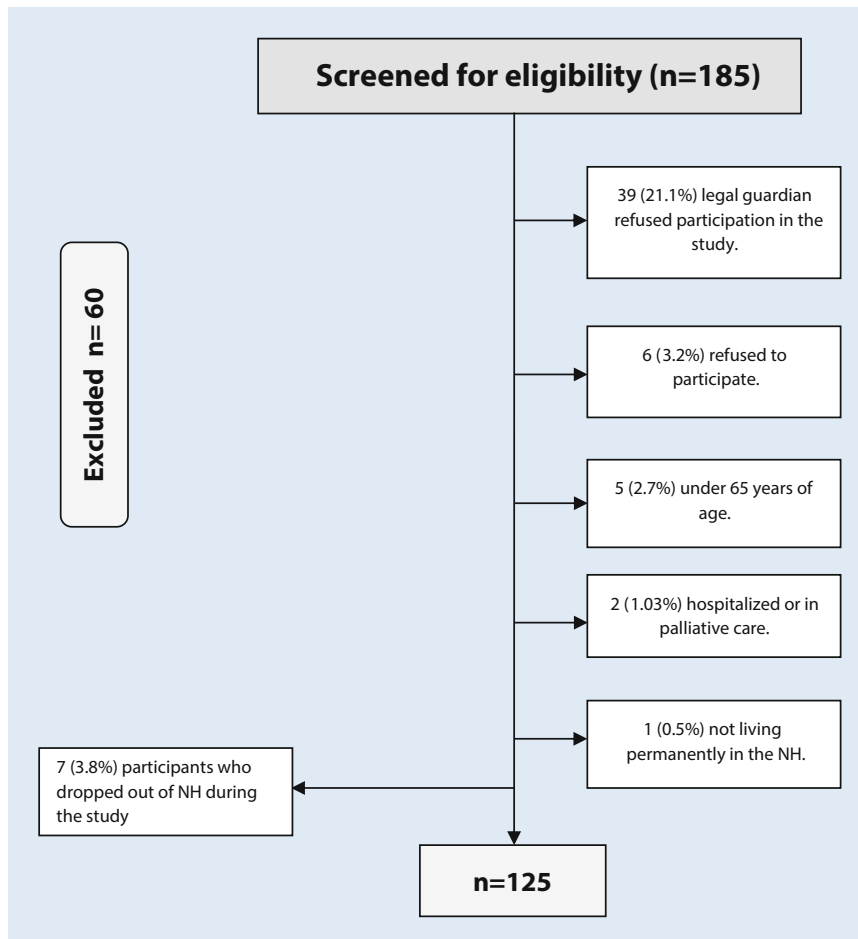 Screened for eligibility (n=185)
39 (21.1%) legal guardian
refused participation in the
study.
Excluded n= 60
6 (3.2%) refused to
participate.
5 (2.7%) under 65 years of
age.
2 (1.03%) hospitalized or in
palliative care.
1 (0.5%) not living
permanently in the NH.
7 (3.8%) participants who
dropped out of NH during
the study
n=125